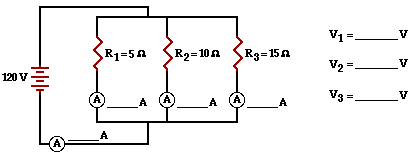 R₁ = 5 Ω R₂ = 10 Ω R₃ = 15 Ω
120 V
A _____ A A _____ A A _____ A
A _____ A
V₁ = _______ V
V₂ = _______ V
V₃ = _______ V